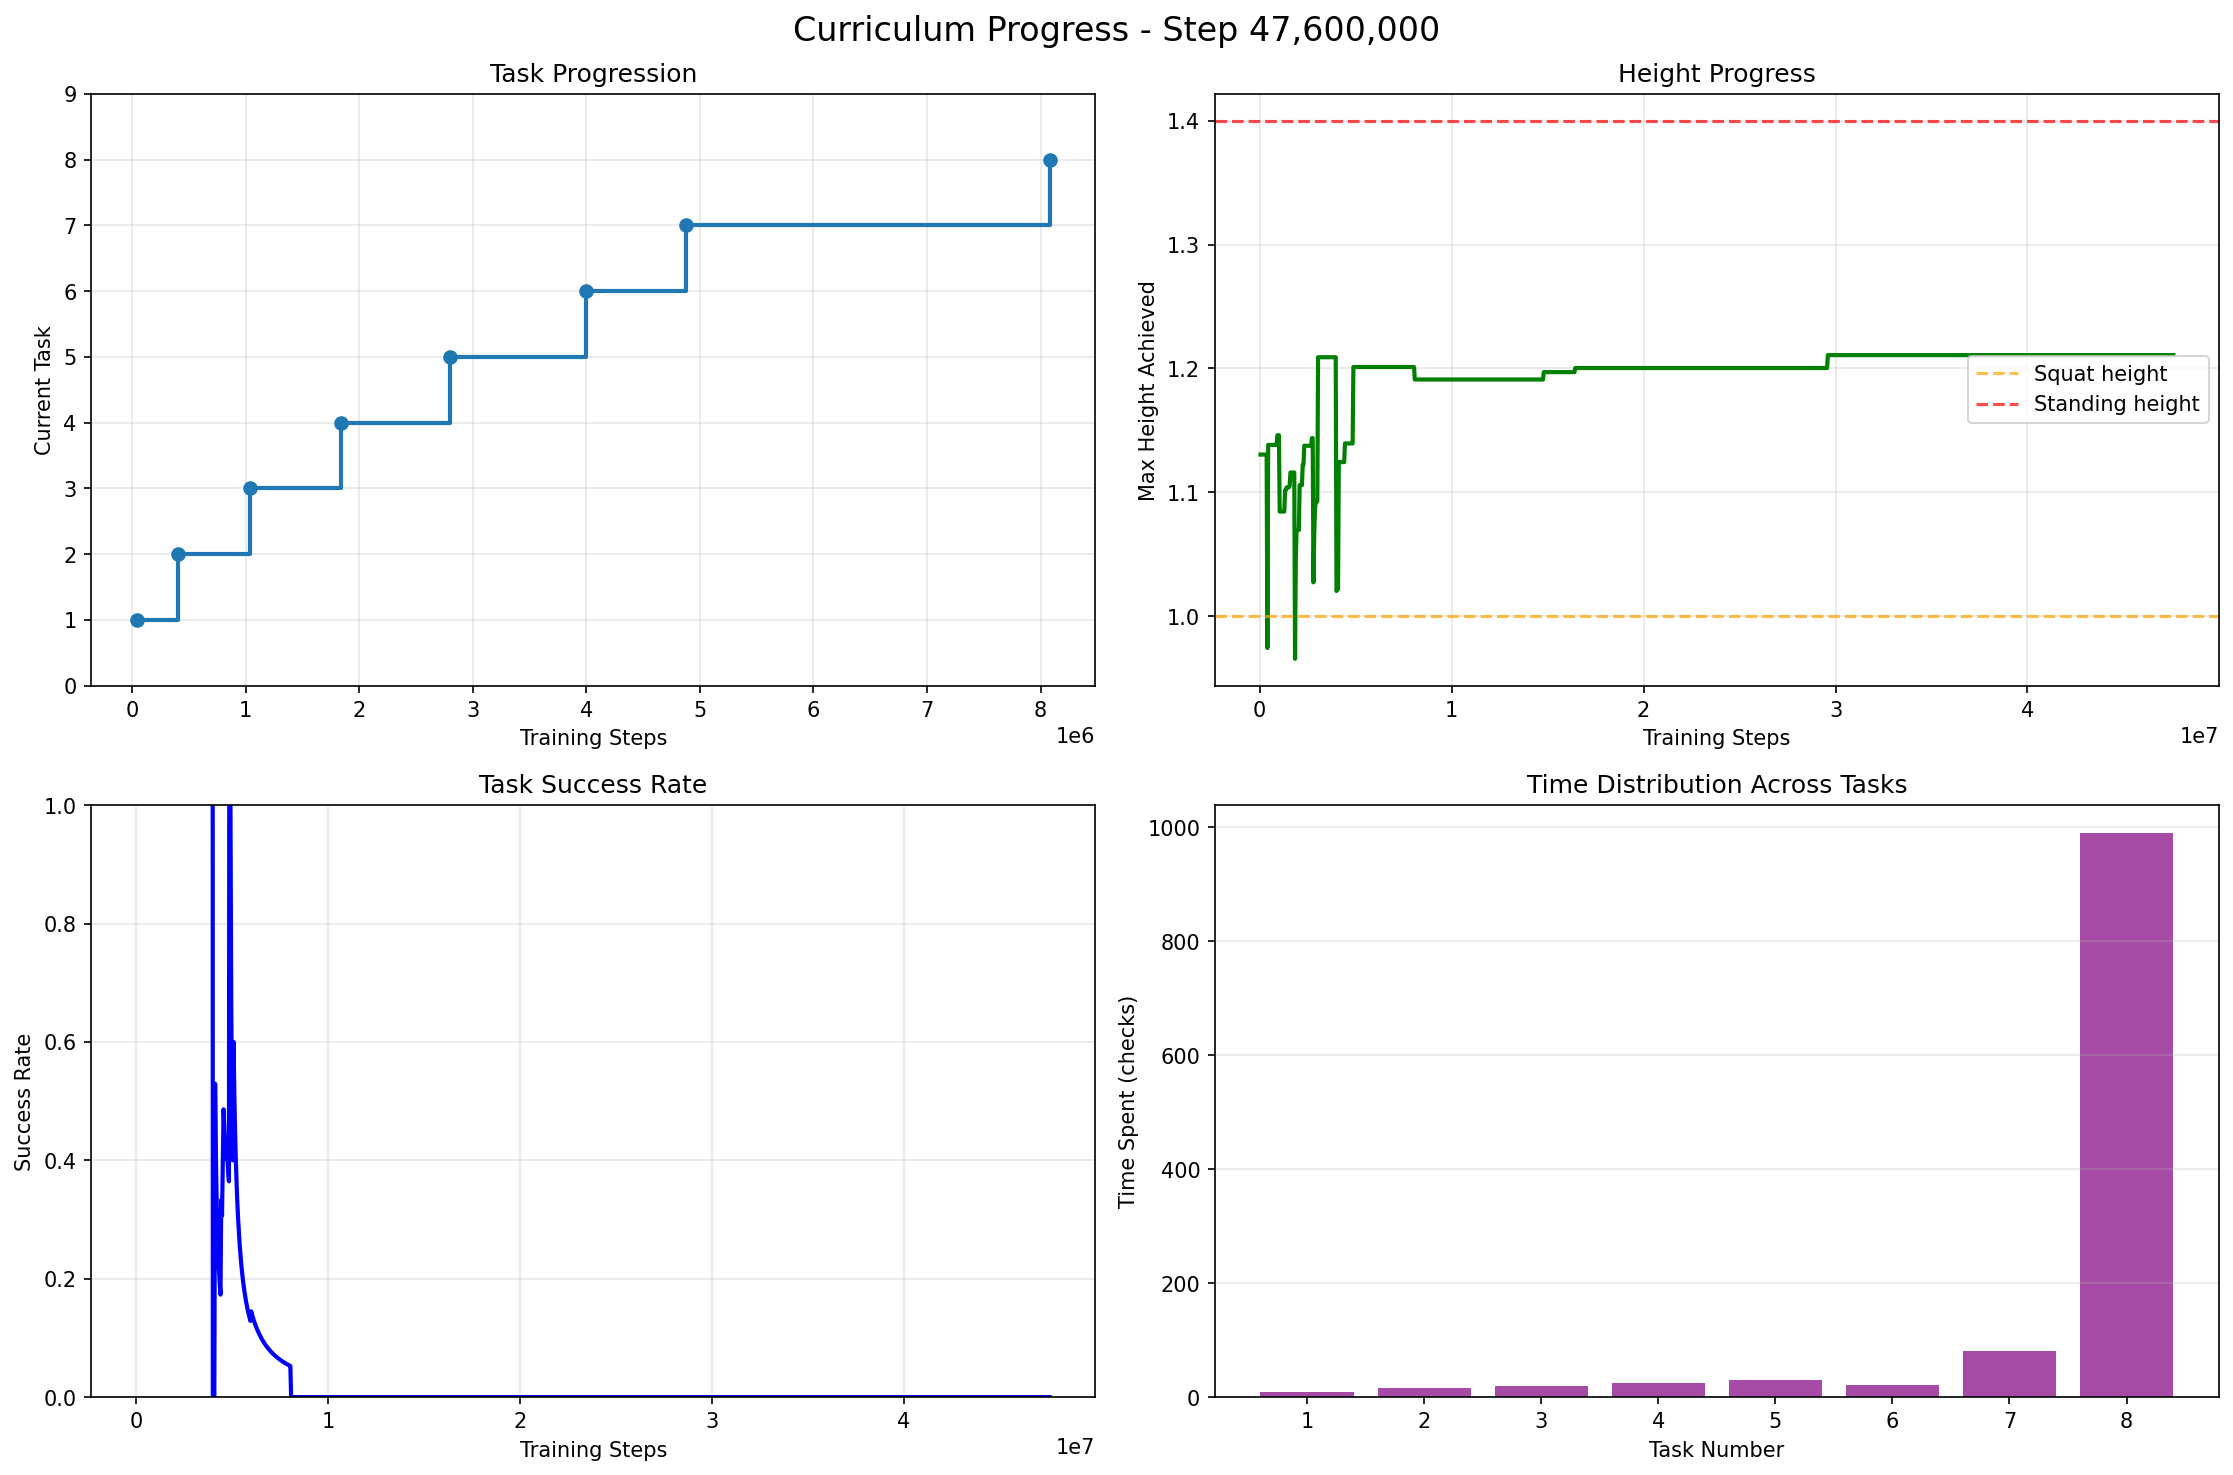 Curriculum Progress - Step 47,600,000
Task Progression
9
8
7
6
5
4
3
2
1
0
Current Task
0 1 2 3 4 5 6 7 8
1e6
Training Steps
Height Progress
1.4
1.3
1.2
1.1
1.0
Max Height Achieved
Squat height
Standing height
0 1 2 3 4
1e7
Training Steps
Task Success Rate
1.0
0.8
0.6
0.4
0.2
0.0
Success Rate
0 1 2 3 4
1e7
Training Steps
Time Distribution Across Tasks
1000
800
600
400
200
0
Time Spent (checks)
1 2 3 4 5 6 7 8
Task Number